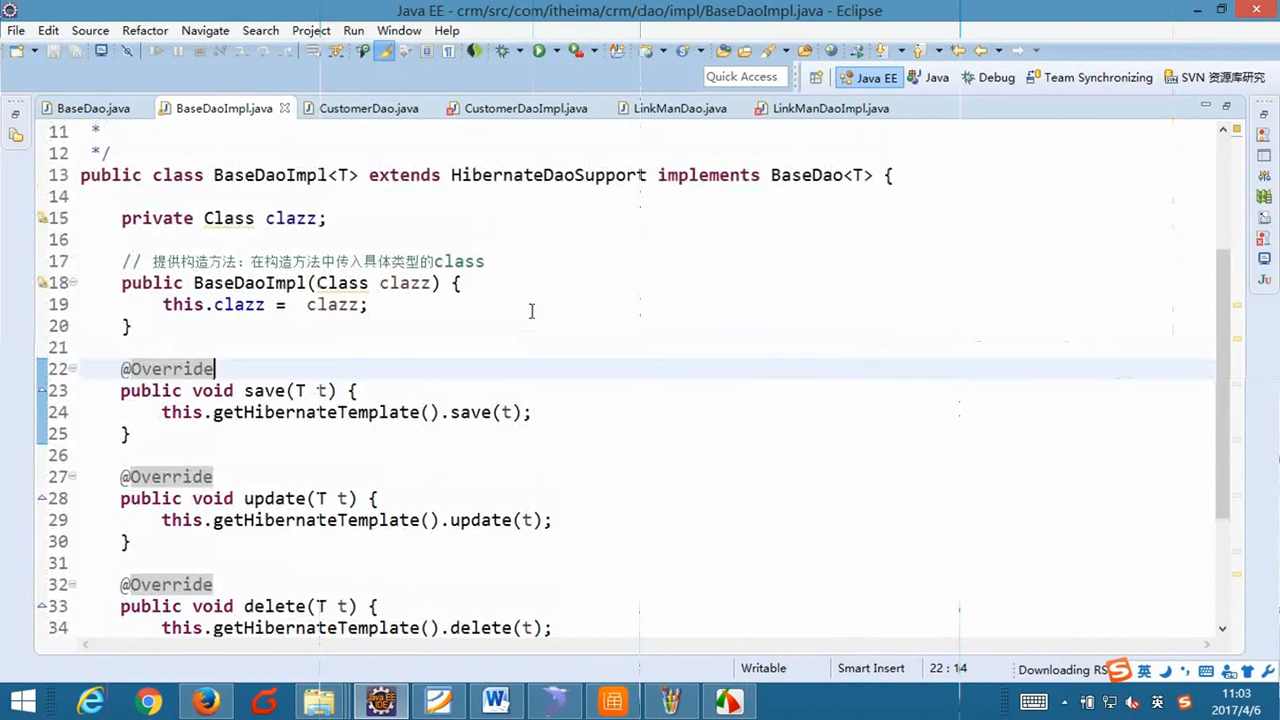 Java EE - crm/src/com/itheima/crm/dao/impl/BaseDaoImpl.java - Eclipse
File Edit Source Refactor Navigate Search Project Run Window Help
Quick Access Java EE Java Debug Team Synchronizing SVN 资源库研究
BaseDao.java BaseDaoImpl.java CustomerDao.java CustomerDaoImpl.java LinkManDao.java LinkManDaoImpl.java
11 *
12 */
13 public class BaseDaoImpl<T> extends HibernateDaoSupport implements BaseDao<T> {
14
15 private Class clazz;
16
17 // 提供构造方法：在构造方法中传入具体类型的class
18 public BaseDaoImpl(Class clazz) {
19 this.clazz =  clazz;
20 }
21
22 @Override
23 public void save(T t) {
24 this.getHibernateTemplate().save(t);
25 }
26
27 @Override
28 public void update(T t) {
29 this.getHibernateTemplate().update(t);
30 }
31
32 @Override
33 public void delete(T t) {
34 this.getHibernateTemplate().delete(t);
Writable Smart Insert 22 : 14 Downloading RS 英
英 11:03
2017/4/6